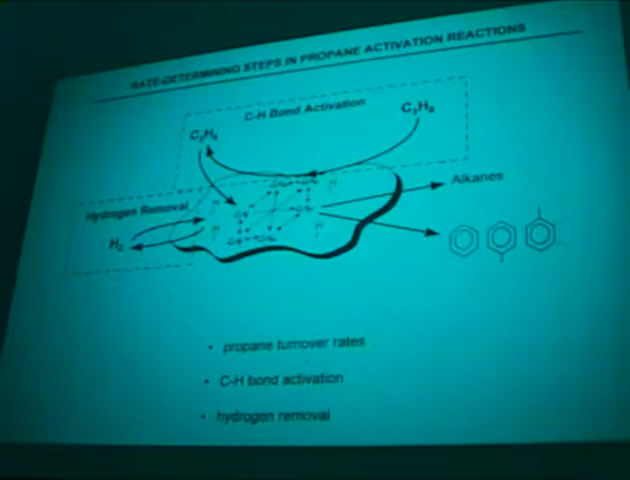 RATE-DETERMINING STEPS IN PROPANE ACTIVATION REACTIONS
C-H Bond Activation
C₃H₈
C₃H₆
Alkanes
Hydrogen Removal
H₂
H
H
H
H
• propane turnover rates
• C-H bond activation
• hydrogen removal